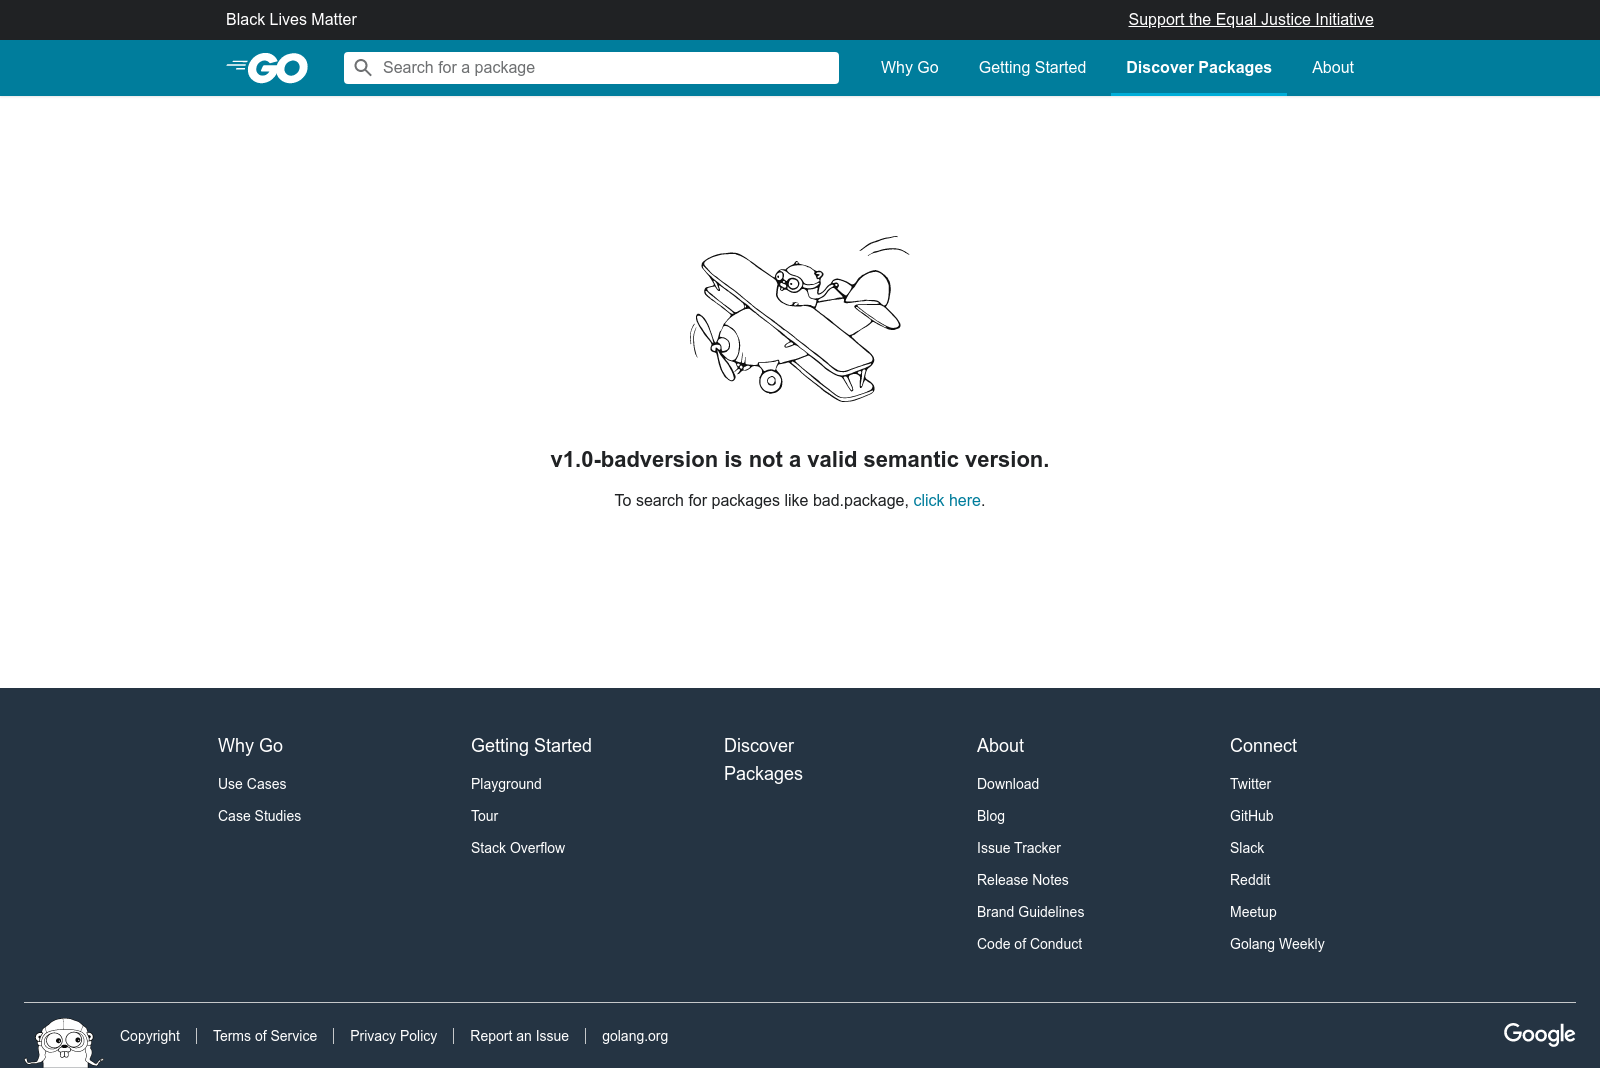 Black Lives Matter
Support the Equal Justice Initiative
GO
Search for a package
Why Go
Getting Started
Discover Packages
About
v1.0-badversion is not a valid semantic version.
To search for packages like bad.package, click here.
Why Go
Use Cases
Case Studies
Getting Started
Playground
Tour
Stack Overflow
Discover
Packages
About
Download
Blog
Issue Tracker
Release Notes
Brand Guidelines
Code of Conduct
Connect
Twitter
GitHub
Slack
Reddit
Meetup
Golang Weekly
Copyright
Terms of Service
Privacy Policy
Report an Issue
golang.org
Google